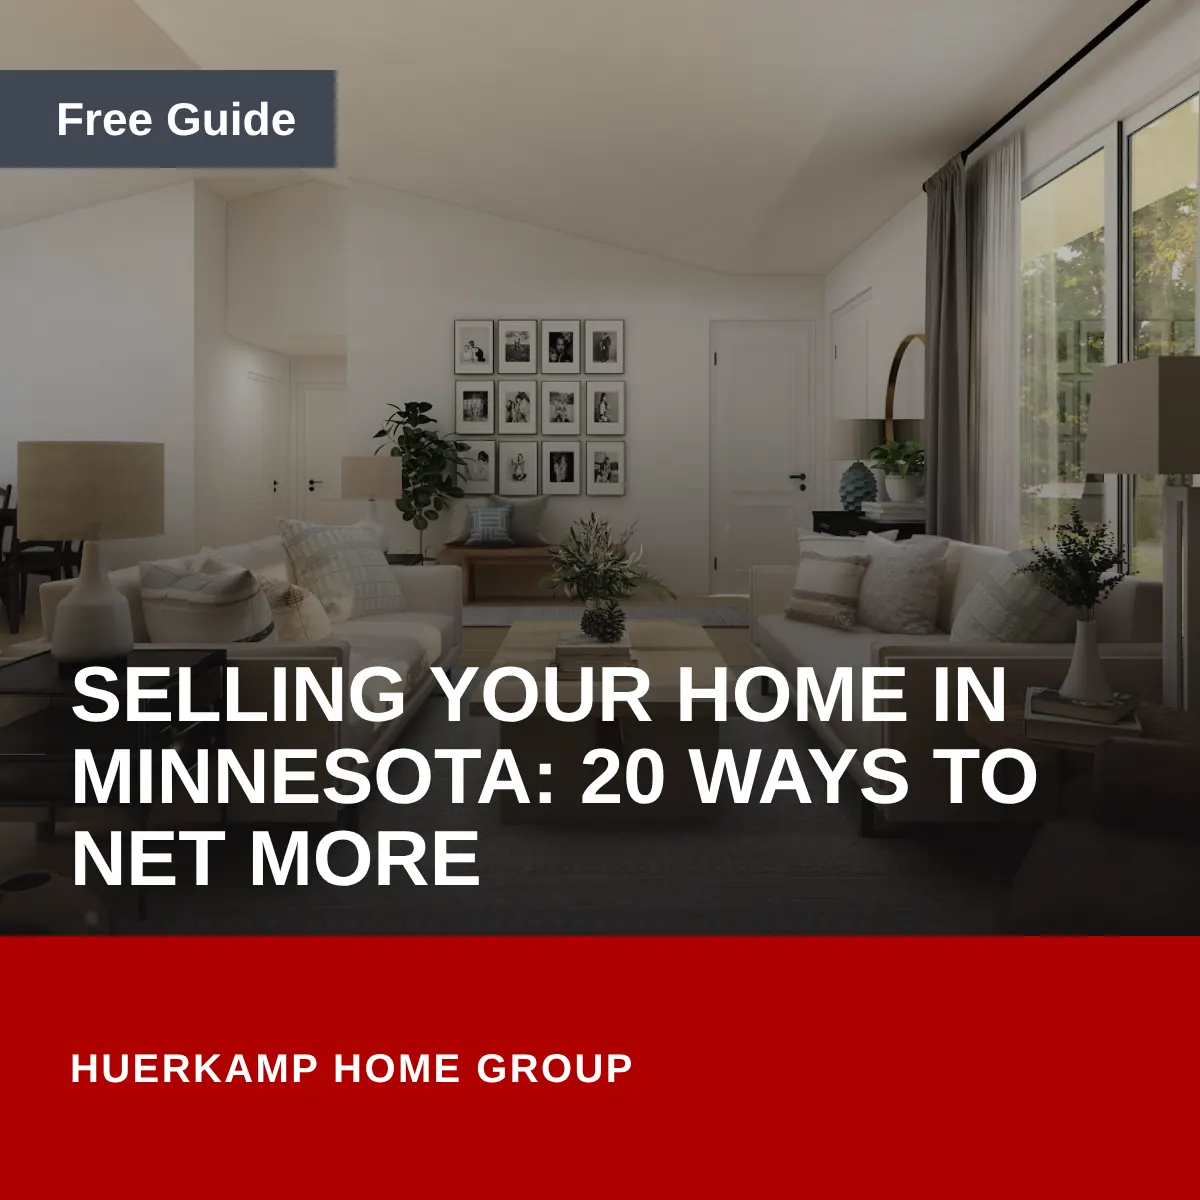 Free Guide
SELLING YOUR HOME IN
MINNESOTA: 20 WAYS TO
NET MORE
HUERKAMP HOME GROUP